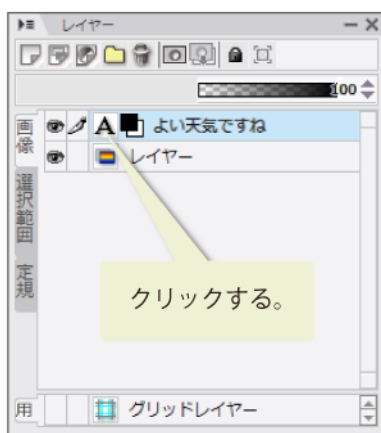 レイヤー
100
画像
よい天気ですね
レイヤー
選択範囲
定規
クリックする。
用
グリッドレイヤー